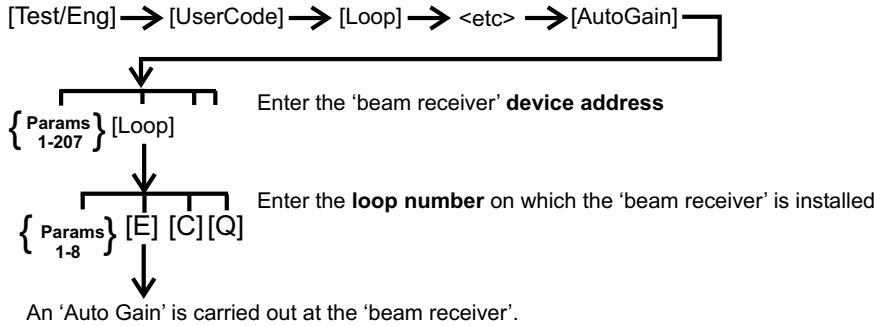 [Test/Eng] [UserCode] [Loop] <etc> [AutoGain]
Enter the ‘beam receiver’ device address
{ Params 1-207 } [Loop]
Enter the loop number on which the ‘beam receiver’ is installed
{ Params 1-8 } [E] [C] [Q]
An ‘Auto Gain’ is carried out at the ‘beam receiver’.